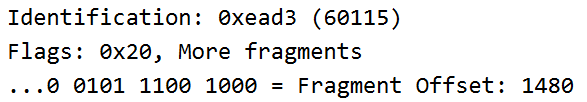 Identification: 0xead3 (60115)
Flags: 0x20, More fragments
...0 0101 1100 1000 = Fragment Offset: 1480